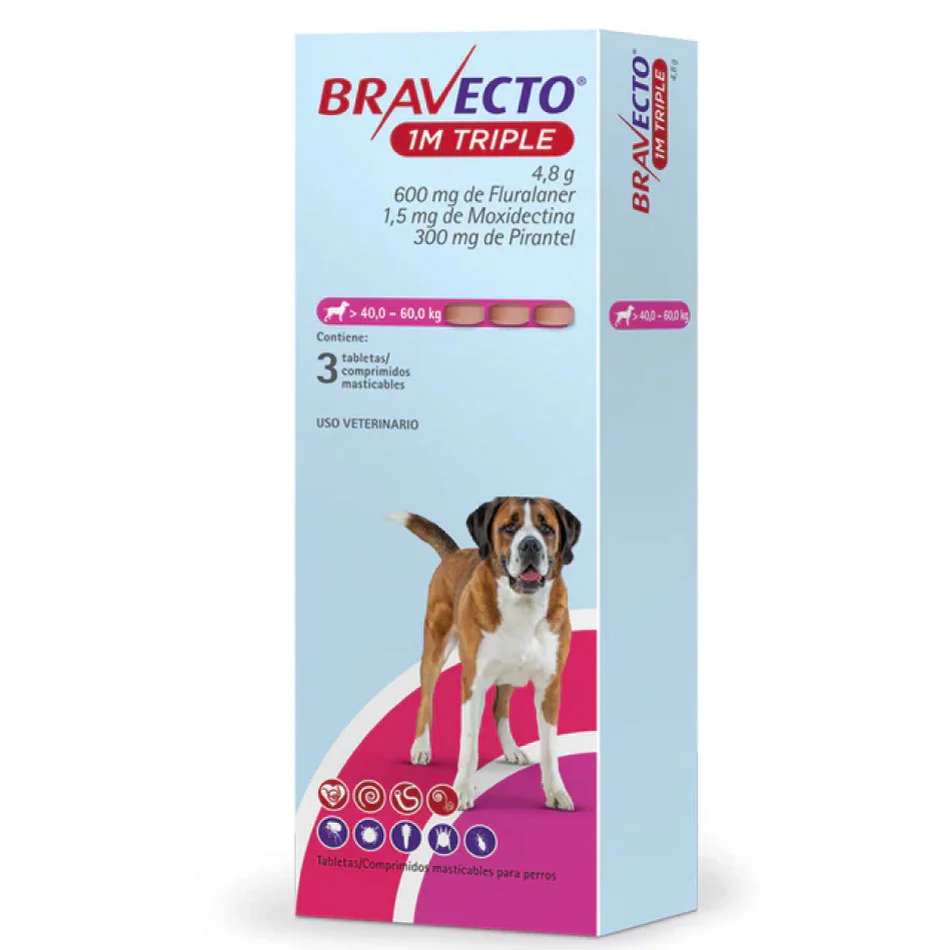 BRAVECTO®
1M TRIPLE
4,8 g
600 mg de Fluralaner
1,5 mg de Moxidectina
300 mg de Pirantel
> 40,0 – 60,0 kg
Contiene:
3 tabletas/
comprimidos
masticables
USO VETERINARIO
Tabletas/Comprimidos masticables para perros
BRAVECTO®
1M TRIPLE
4,8 g
> 40,0 – 60,0 kg